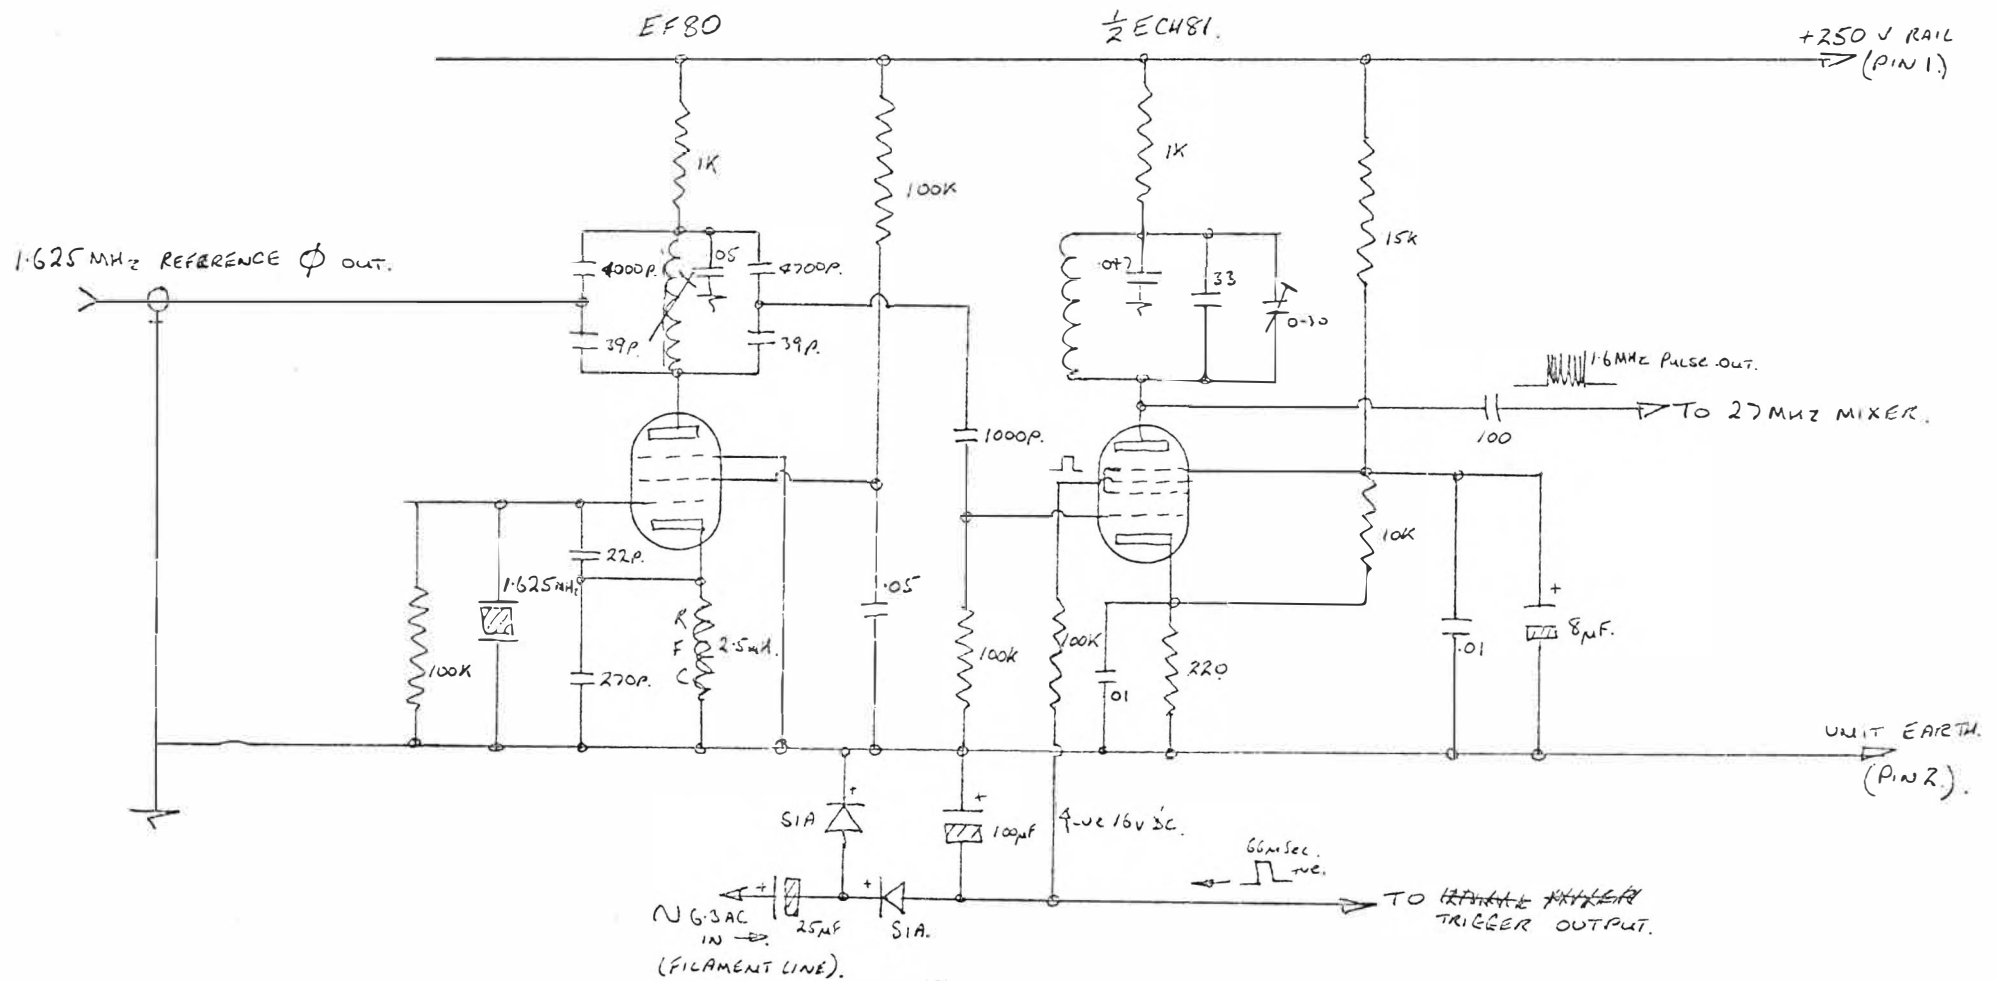 EF80
½ ECH81.
+250 V RAIL
(PIN 1.)
1K
100K
1K
15K
1.625 MHz REFERENCE Ø OUT.
4000P.
.05
4700P.
39P.
39P.
.047
33
0-30
1.6MHz PULSE OUT.
TO 27MHz MIXER.
100
1000P.
22P.
1.625MHz
100K
270P.
R
F
C
2.5mH.
.05
100K
100K
.01
220
10K
.01
+
8µF.
UNIT EARTH.
(PIN 2.).
+
S1A
+
100µF
-ve 16V DC.
66µSec.
+ve.
+
25µF
+
S1A.
~ 6.3AC
IN →
(FILAMENT LINE).
TO
TRIGGER OUTPUT.